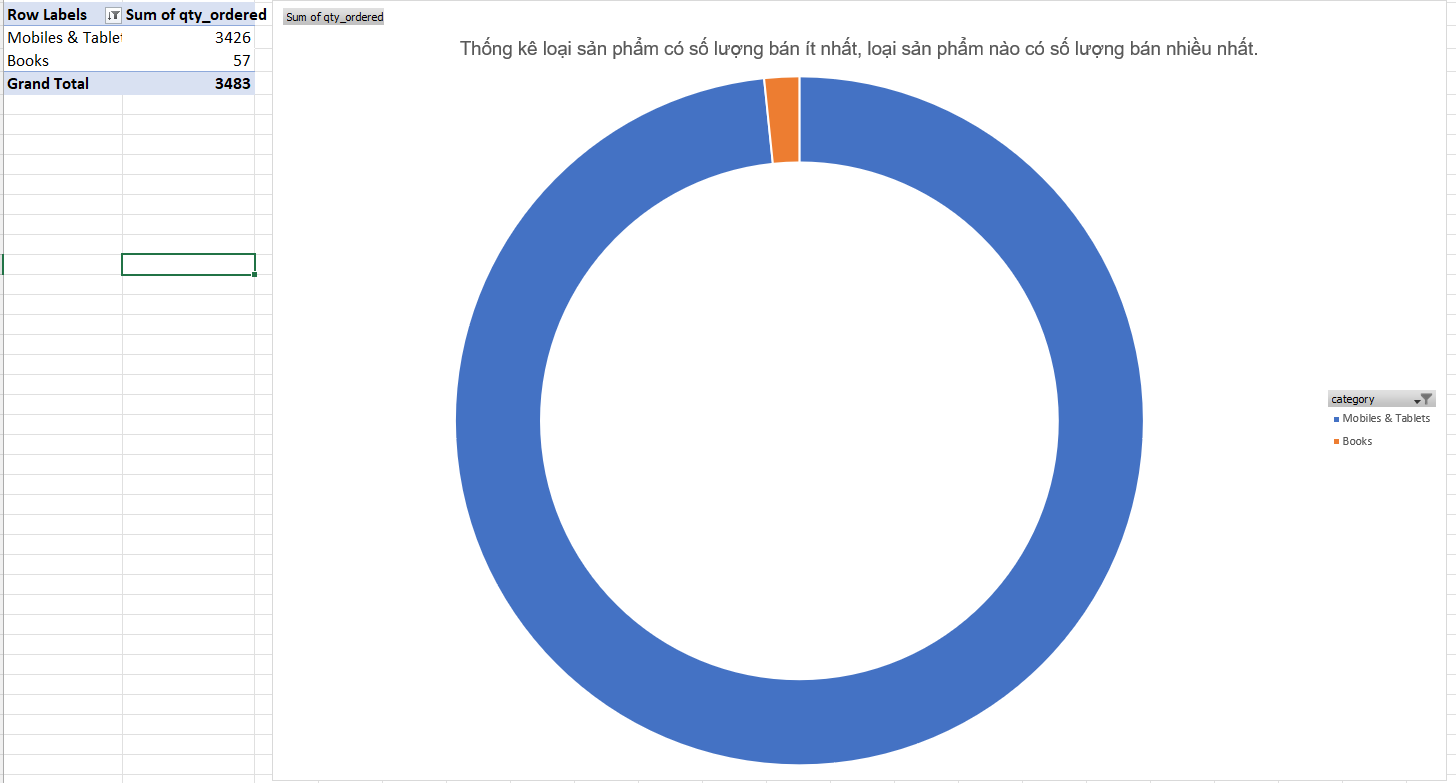 Row Labels Sum of qty_ordered
Mobiles & Tablet 3426
Books 57
Grand Total 3483
Sum of qty_ordered
Thống kê loại sản phẩm có số lượng bán ít nhất, loại sản phẩm nào có số lượng bán nhiều nhất.
category
Mobiles & Tablets
Books